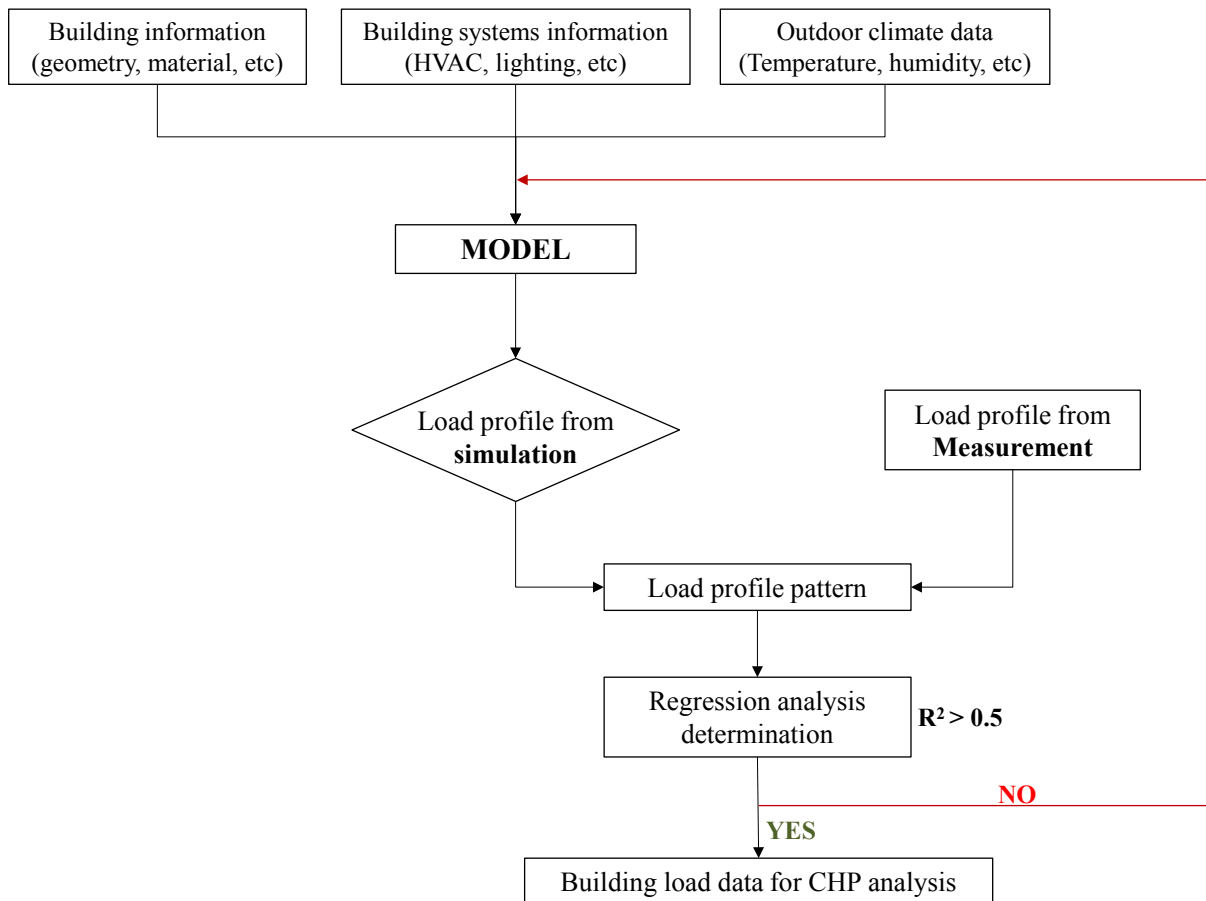 Building information
(geometry, material, etc)
Building systems information
(HVAC, lighting, etc)
Outdoor climate data
(Temperature, humidity, etc)
MODEL
Load profile from
simulation
Load profile from
Measurement
Load profile pattern
Regression analysis
determination
R² > 0.5
NO
YES
Building load data for CHP analysis